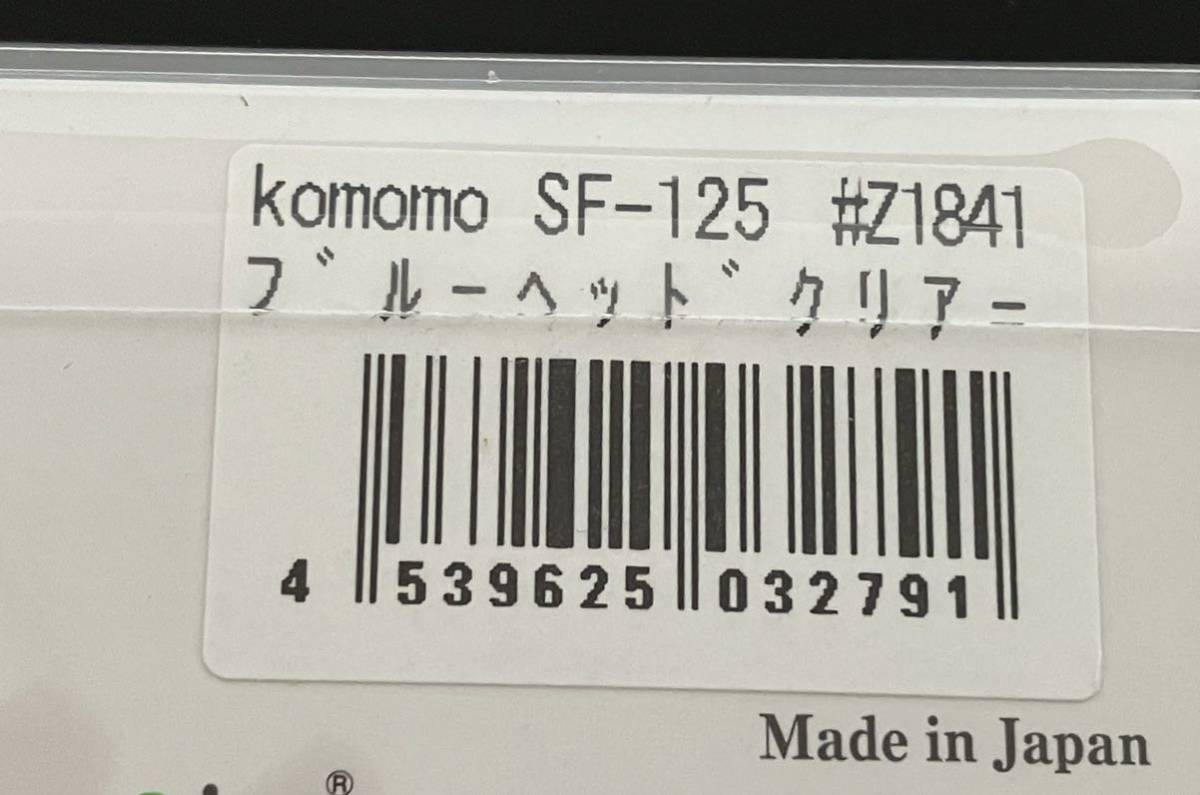 komomo SF-125 #Z1841
ブルーヘッドクリアー
4 539625 032791
Made in Japan
®